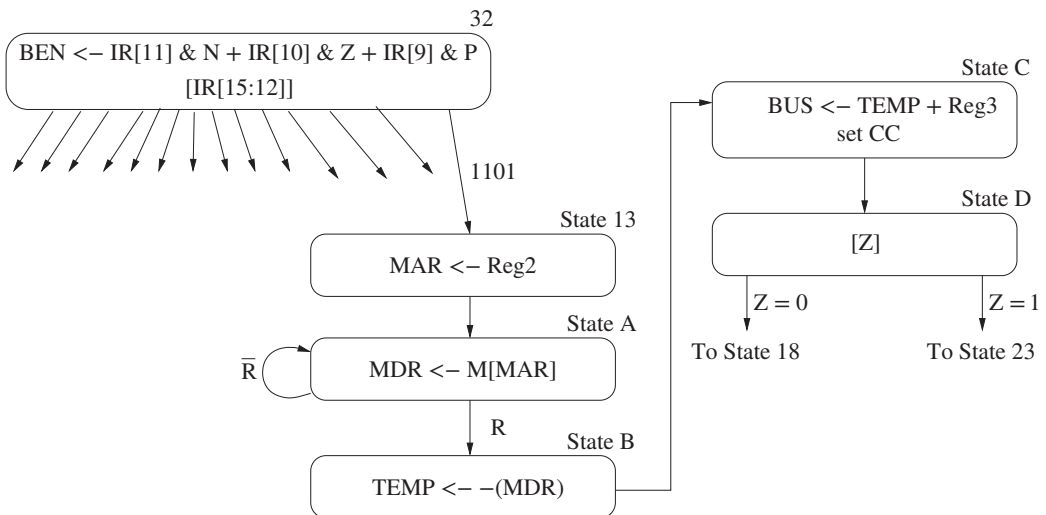 32
BEN <– IR[11] & N + IR[10] & Z + IR[9] & P
[IR[15:12]]
1101
State 13
MAR <– Reg2
State A
R̅
MDR <– M[MAR]
R
State B
TEMP <– –(MDR)
State C
BUS <– TEMP + Reg3
set CC
State D
[Z]
Z = 0
Z = 1
To State 18
To State 23